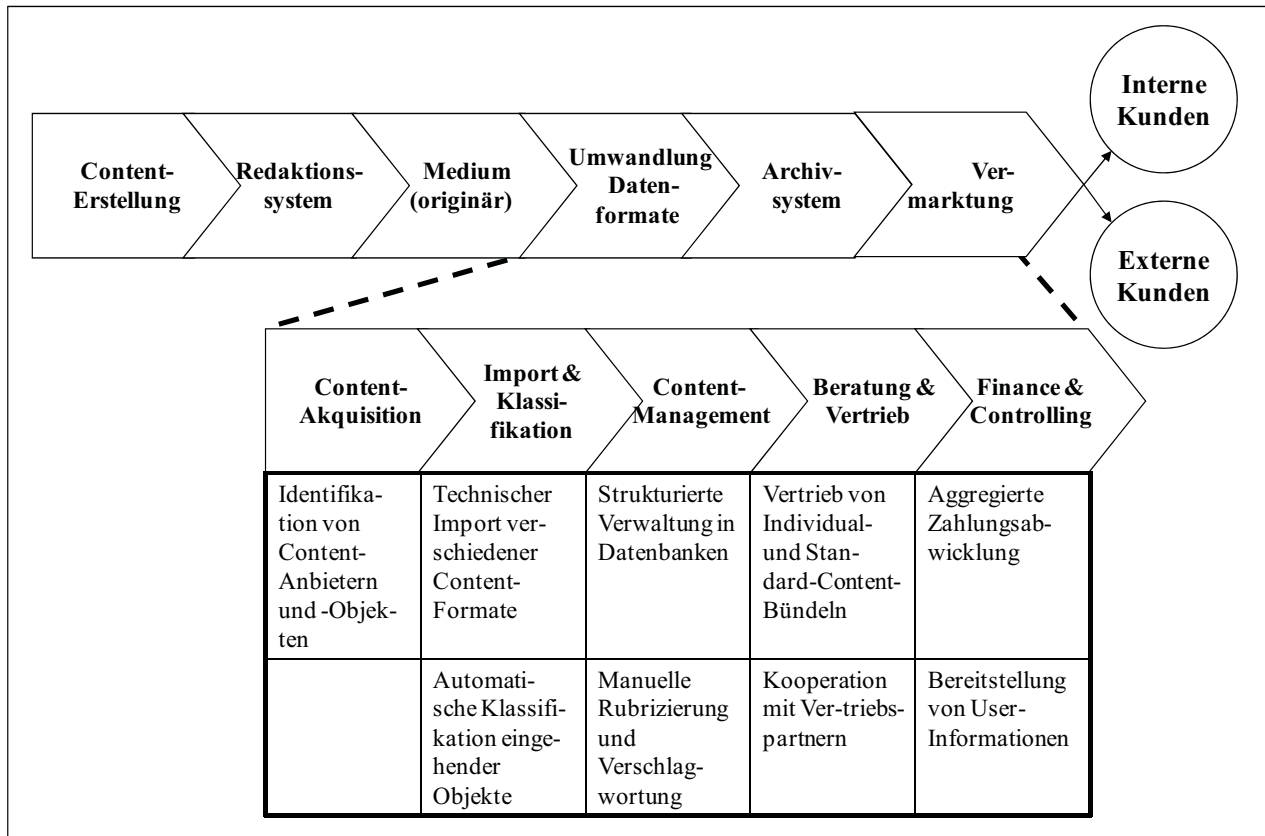 Content-
Erstellung
Redaktions-
system
Medium
(originär)
Umwandlung
Daten-
formate
Archiv-
system
Ver-
marktung
Interne
Kunden
Externe
Kunden
Content-
Akquisition
Import &
Klassi-
fikation
Content-
Management
Beratung &
Vertrieb
Finance &
Controlling
Identifika-
tion von
Content-
Anbietern
und -Objek-
ten
Technischer
Import ver-
schiedener
Content-
Formate
Strukturierte
Verwaltung in
Datenbanken
Vertrieb von
Individual-
und Stan-
dard-Content-
Bündeln
Aggregierte
Zahlungsab-
wicklung
Automati-
sche Klassifi-
kation einge-
hender
Objekte
Manuelle
Rubrizierung
und
Verschlag-
wortung
Kooperation
mit Ver-triebs-
partnern
Bereitstellung
von User-
Informationen